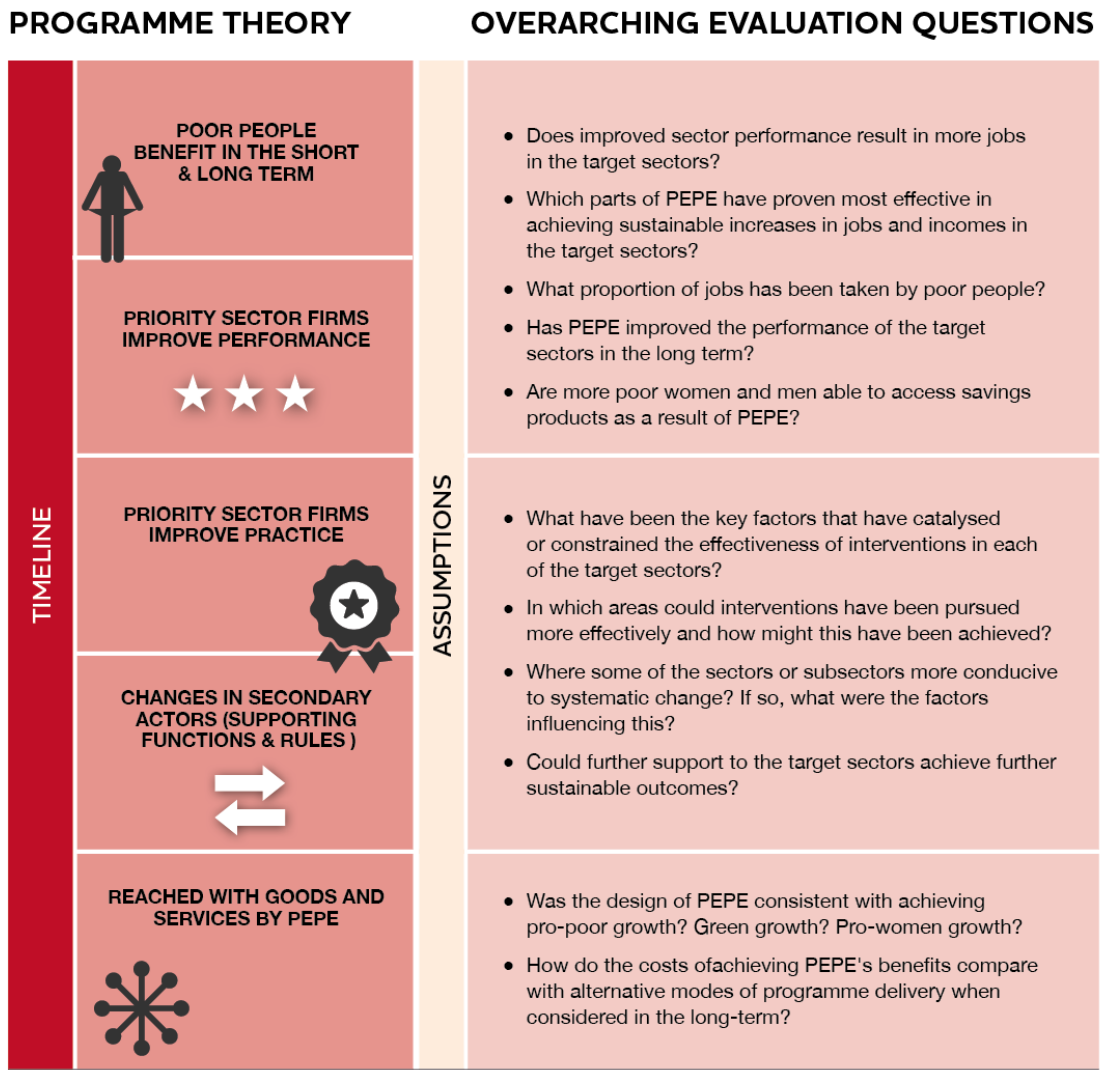 PROGRAMME THEORY
OVERARCHING EVALUATION QUESTIONS
TIMELINE
POOR PEOPLE
BENEFIT IN THE SHORT
& LONG TERM
PRIORITY SECTOR FIRMS
IMPROVE PERFORMANCE
PRIORITY SECTOR FIRMS
IMPROVE PRACTICE
CHANGES IN SECONDARY
ACTORS (SUPPORTING
FUNCTIONS & RULES )
REACHED WITH GOODS AND
SERVICES BY PEPE
ASSUMPTIONS
• Does improved sector performance result in more jobs
in the target sectors?
• Which parts of PEPE have proven most effective in
achieving sustainable increases in jobs and incomes in
the target sectors?
• What proportion of jobs has been taken by poor people?
• Has PEPE improved the performance of the target
sectors in the long term?
• Are more poor women and men able to access savings
products as a result of PEPE?
• What have been the key factors that have catalysed
or constrained the effectiveness of interventions in each
of the target sectors?
• In which areas could interventions have been pursued
more effectively and how might this have been achieved?
• Where some of the sectors or subsectors more conducive
to systematic change? If so, what were the factors
influencing this?
• Could further support to the target sectors achieve further
sustainable outcomes?
• Was the design of PEPE consistent with achieving
pro-poor growth? Green growth? Pro-women growth?
• How do the costs ofachieving PEPE's benefits compare
with alternative modes of programme delivery when
considered in the long-term?